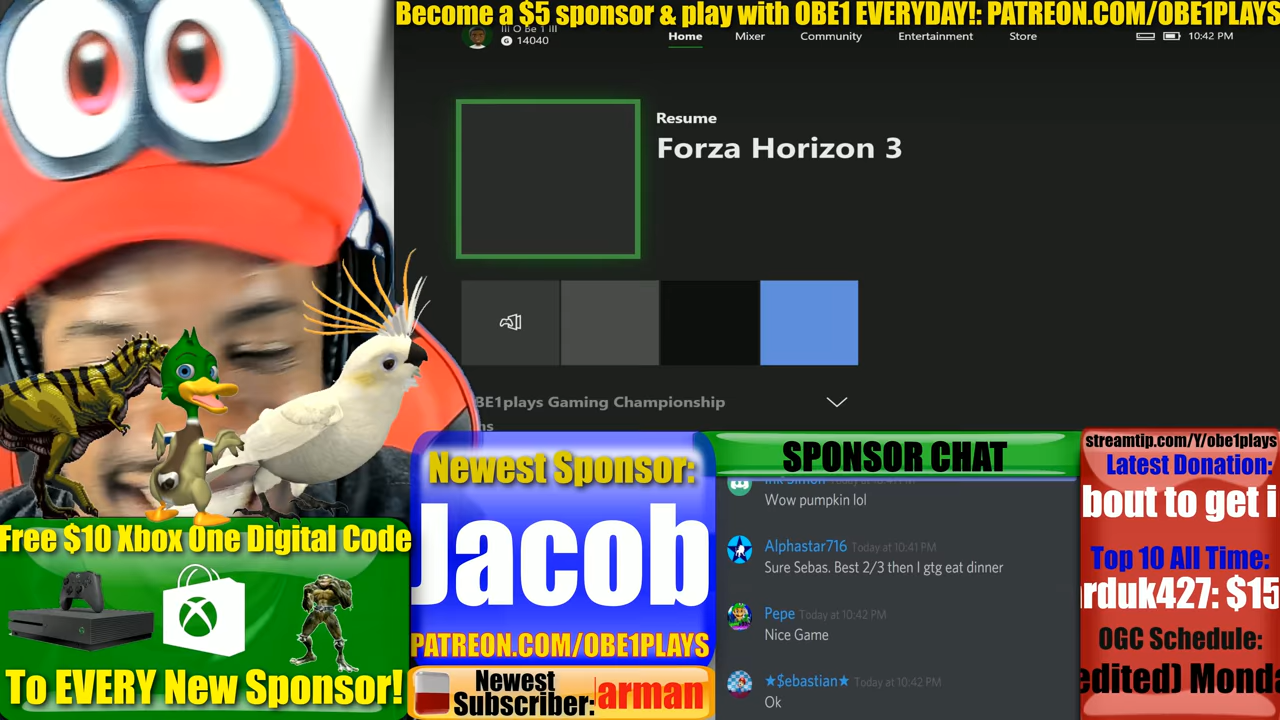 Become a $5 sponsor & play with OBE1 EVERYDAY!: PATREON.COM/OBE1PLAYS
III O be 1 III
G 14040
Home
Mixer
Community
Entertainment
Store
10:42 PM
Resume
Forza Horizon 3
BE1plays Gaming Championship
ns
Newest Sponsor:
Jacob
PATREON.COM/OBE1PLAYS
Newest
Subscriber:
arman
SPONSOR CHAT
Wow pumpkin lol
Alphastar716 Today at 10:41 PM
Sure Sebas. Best 2/3 then I gtg eat dinner
Pepe Today at 10:42 PM
Nice Game
★$ebastian★ Today at 10:42 PM
Ok
streamtip.com/Y/obe1plays
Latest Donation:
bout to get i
Top 10 All Time:
rduk427: $15
OGC Schedule:
edited) Monda
Free $10 Xbox One Digital Code
To EVERY New Sponsor!